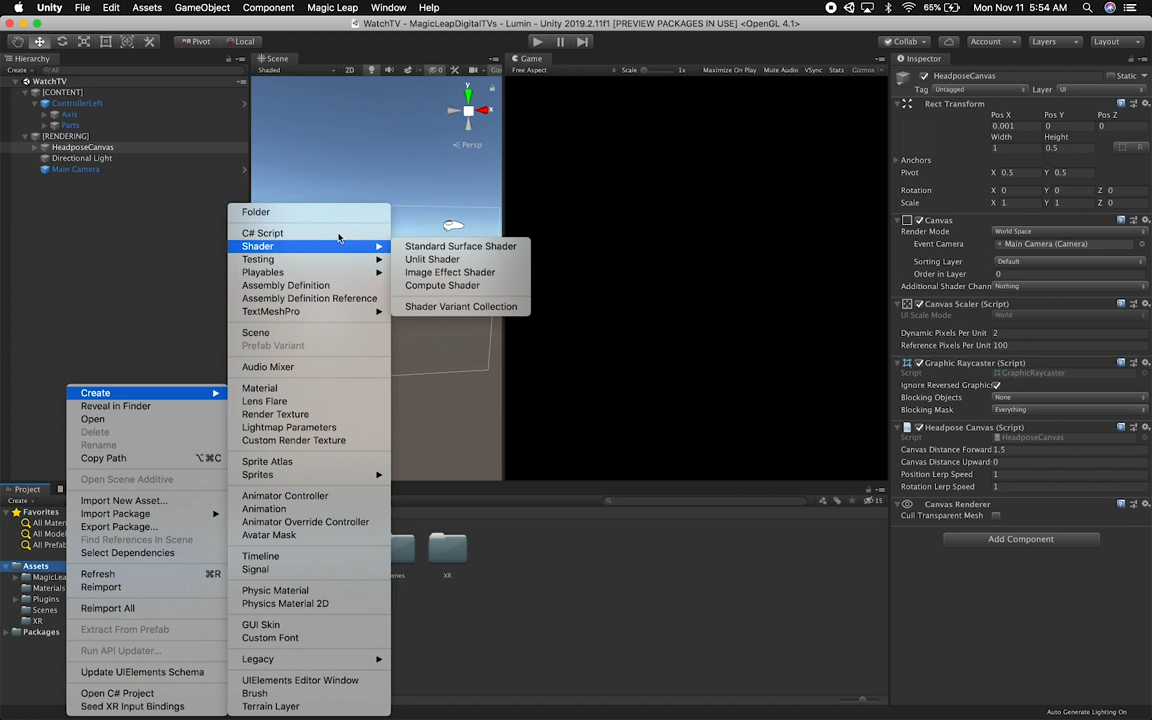 Unity File Edit Assets GameObject Component Magic Leap Window Help 65% Mon Nov 11 5:54 AM
WatchTV - MagicLeapDigitalTVs - Lumin - Unity 2019.2.11f1 [PREVIEW PACKAGES IN USE] <OpenGL 4.1>
Pivot Local Collab Account Layers Layout
Hierarchy
Create All
WatchTV
[CONTENT]
ControllerLeft
Axis
Parts
[RENDERING]
HeadposeCanvas
Directional Light
Main Camera
Scene
Shaded 2D 0 Giz
Persp
Game
Free Aspect Scale 1x Maximize On Play Mute Audio VSync Stats Gizmos
Create
Reveal in Finder
Open
Delete
Rename
Copy Path ⌥⌘C
Open Scene Additive
Import New Asset...
Import Package
Export Package...
Find References In Scene
Select Dependencies
Refresh ⌘R
Reimport
Reimport All
Extract From Prefab
Run API Updater...
Update UIElements Schema
Open C# Project
Seed XR Input Bindings
Folder
C# Script
Shader
Testing
Playables
Assembly Definition
Assembly Definition Reference
TextMeshPro
Scene
Prefab Variant
Audio Mixer
Material
Lens Flare
Render Texture
Lightmap Parameters
Custom Render Texture
Sprite Atlas
Sprites
Animator Controller
Animation
Animator Override Controller
Avatar Mask
Timeline
Signal
Physic Material
Physics Material 2D
GUI Skin
Custom Font
Legacy
UIElements Editor Window
Brush
Terrain Layer
Standard Surface Shader
Unlit Shader
Image Effect Shader
Compute Shader
Shader Variant Collection
Project
Create
Favorites
All Mater
All Model
All Prefab
Assets
MagicLea
Materials
Plugins
Scenes
XR
Packages
15
enes
XR
Inspector
HeadposeCanvas Static
Tag Untagged Layer UI
Rect Transform
Pos X Pos Y Pos Z
0.001 0 0
Width Height
1 0.5
R
Anchors
Pivot X 0.5 Y 0.5
Rotation X 0 Y 0 Z 0
Scale X 1 Y 1 Z 0
Canvas
Render Mode World Space
Event Camera Main Camera (Camera)
Sorting Layer Default
Order in Layer 0
Additional Shader Chann Nothing
Canvas Scaler (Script)
UI Scale Mode World
Dynamic Pixels Per Unit 2
Reference Pixels Per Unit 100
Graphic Raycaster (Script)
Script GraphicRaycaster
Ignore Reversed Graphics
Blocking Objects None
Blocking Mask Everything
Headpose Canvas (Script)
Script HeadposeCanvas
Canvas Distance Forward 1.5
Canvas Distance Upward 0
Position Lerp Speed 1
Rotation Lerp Speed 1
Canvas Renderer
Cull Transparent Mesh
Add Component
Auto Generate Lighting On